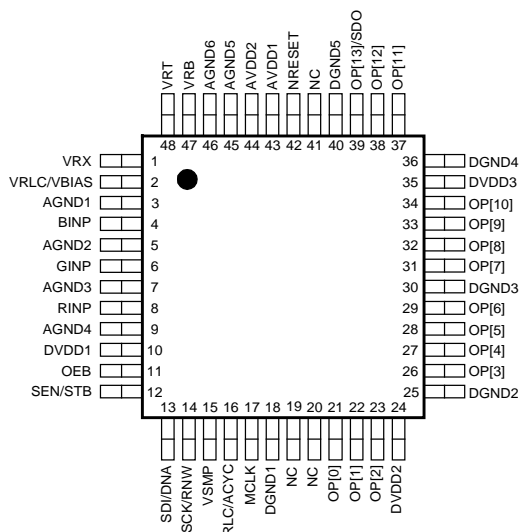 VRT
VRB
AGND6
AGND5
AVDD2
AVDD1
NRESET
NC
DGND5
OP[13]/SDO
OP[12]
OP[11]
48 47 46 45 44 43 42 41 40 39 38 37
VRX 1 36 DGND4
VRLC/VBIAS 2 35 DVDD3
AGND1 3 34 OP[10]
BINP 4 33 OP[9]
AGND2 5 32 OP[8]
GINP 6 31 OP[7]
AGND3 7 30 DGND3
RINP 8 29 OP[6]
AGND4 9 28 OP[5]
DVDD1 10 27 OP[4]
OEB 11 26 OP[3]
SEN/STB 12 25 DGND2
13 14 15 16 17 18 19 20 21 22 23 24
SDI/DNA
SCK/RNW
VSMP
RLC/ACYC
MCLK
DGND1
NC
NC
OP[0]
OP[1]
OP[2]
DVDD2